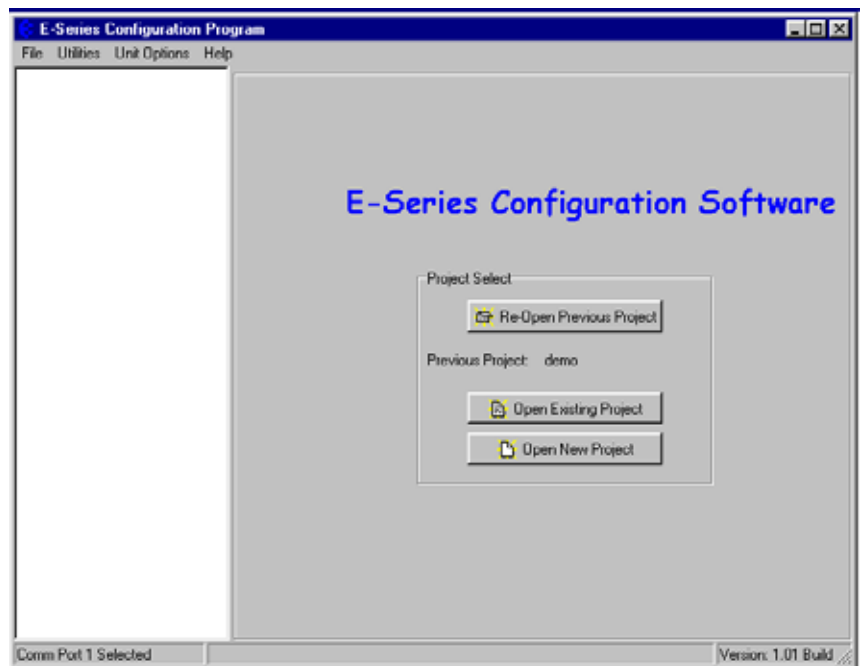 E-Series Configuration Program
File Utilities Unit Options Help
E-Series Configuration Software
Project Select
Re-Open Previous Project
Previous Project: demo
Open Existing Project
Open New Project
Comm Port 1 Selected
Version: 1.01 Build